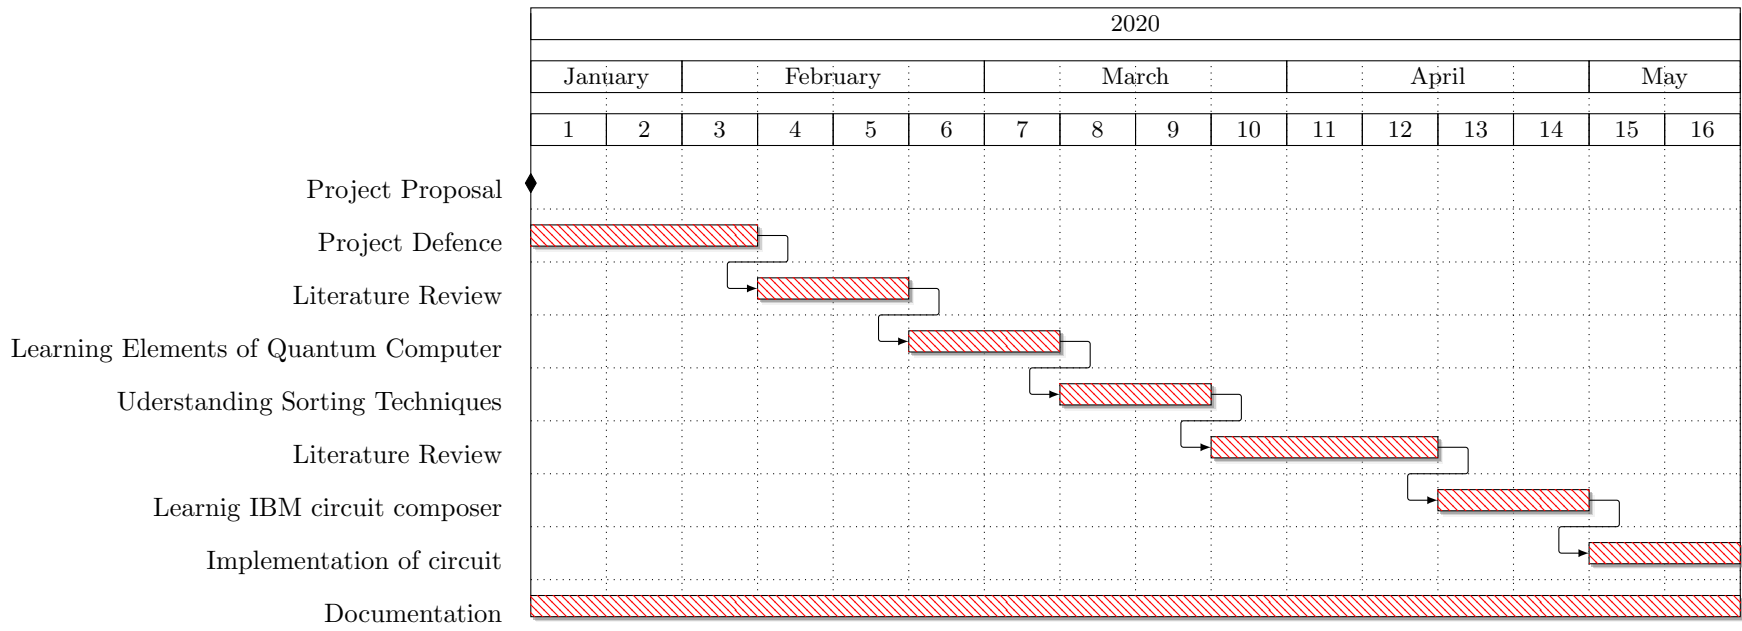 2020
January February March April May
1 2 3 4 5 6 7 8 9 10 11 12 13 14 15 16
Project Proposal
Project Defence
Literature Review
Learning Elements of Quantum Computer
Uderstanding Sorting Techniques
Literature Review
Learnig IBM circuit composer
Implementation of circuit
Documentation